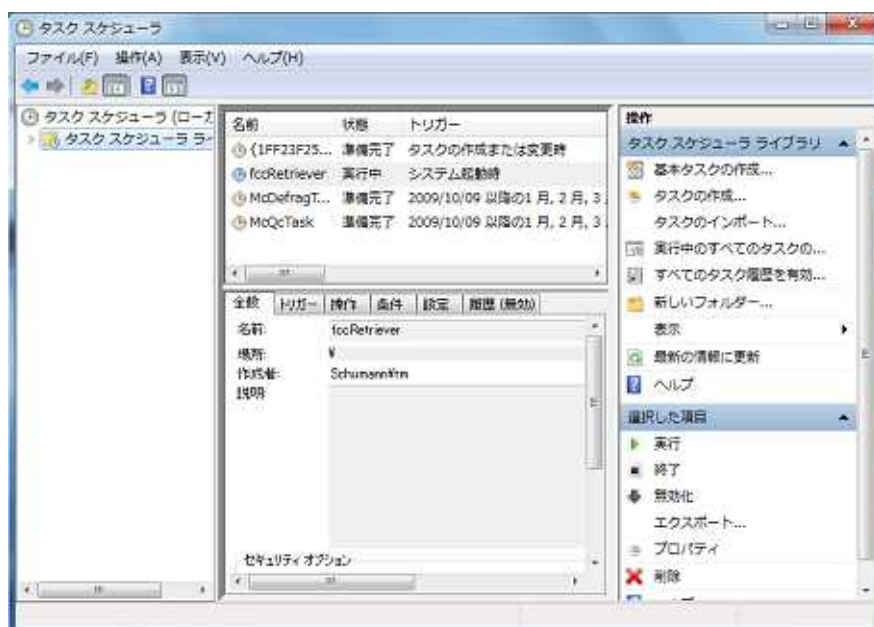 タスク スケジューラ
ファイル(F) 操作(A) 表示(V) ヘルプ(H)
タスク スケジューラ (ローカ
タスク スケジューラ ラ
名前 状態 トリガー
{1FF23F25... 準備完了 タスクの作成または変更時
fccRetriever 実行中 システム起動時
McDefragT... 準備完了 2009/10/09 以降の1 月, 2 月, 3
McQcTask 準備完了 2009/10/09 以降の1 月, 2 月, 3
全般 トリガー 操作 条件 設定 履歴 (無効)
名前: fccRetriever
場所: ¥
作成者: Schumann¥tm
説明:
セキュリティ オプション
操作
タスク スケジューラ ライブラリ
基本タスクの作成...
タスクの作成...
タスクのインポート...
実行中のすべてのタスクの...
すべてのタスク履歴を有効...
新しいフォルダー...
表示
最新の情報に更新
ヘルプ
選択した項目
実行
終了
無効化
エクスポート...
プロパティ
削除